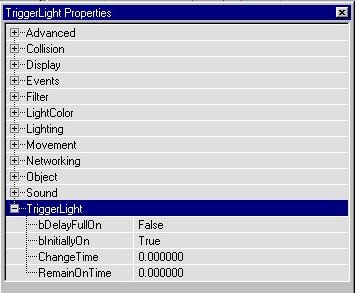 TriggerLight Properties
Advanced
Collision
Display
Events
Filter
LightColor
Lighting
Movement
Networking
Object
Sound
TriggerLight
bDelayFullOn False
bInitiallyOn True
ChangeTime 0.000000
RemainOnTime 0.000000